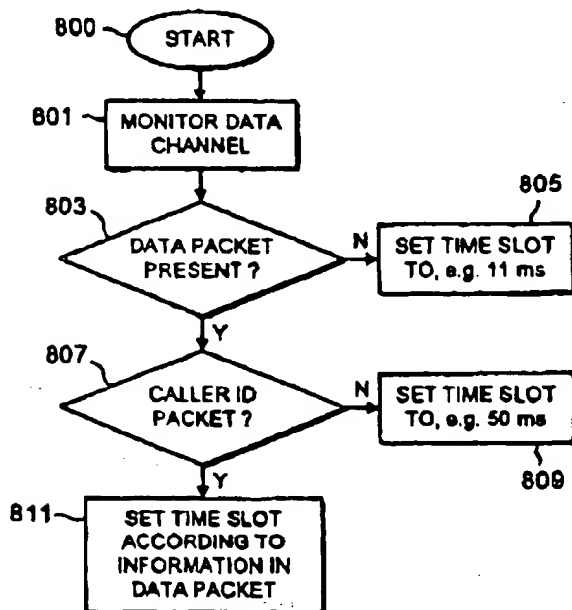 800
START
801
MONITOR DATA
CHANNEL
803
DATA PACKET
PRESENT ?
N
805
SET TIME SLOT
TO, e.g. 11 ms
Y
807
CALLER ID
PACKET ?
N
SET TIME SLOT
TO, e.g. 50 ms
809
Y
811
SET TIME SLOT
ACCORDING TO
INFORMATION IN
DATA PACKET